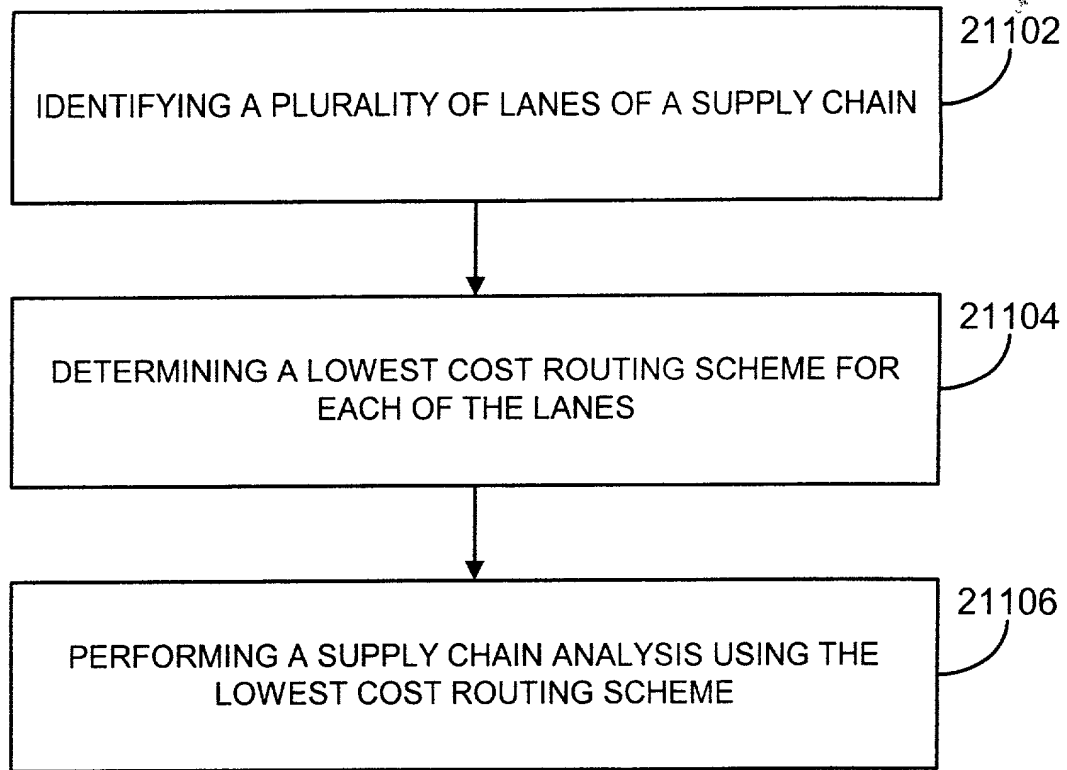 21102
IDENTIFYING A PLURALITY OF LANES OF A SUPPLY CHAIN
21104
DETERMINING A LOWEST COST ROUTING SCHEME FOR
EACH OF THE LANES
21106
PERFORMING A SUPPLY CHAIN ANALYSIS USING THE
LOWEST COST ROUTING SCHEME